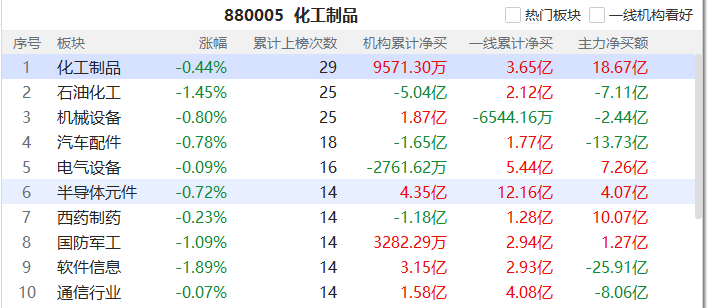 880005 化工制品 热门板块 一线机构看好
序号 板块 涨幅 累计上榜次数 机构累计净买 一线累计净买 主力净买额
1 化工制品 -0.44% 29 9571.30万 3.65亿 18.67亿
2 石油化工 -1.45% 25 -5.04亿 2.12亿 -7.11亿
3 机械设备 -0.80% 25 1.87亿 -6544.16万 -2.44亿
4 汽车配件 -0.78% 18 -1.65亿 1.77亿 -13.73亿
5 电气设备 -0.09% 16 -2761.62万 5.44亿 7.26亿
6 半导体元件 -0.72% 14 4.35亿 12.16亿 4.07亿
7 西药制药 -0.23% 14 -1.18亿 1.28亿 10.07亿
8 国防军工 -1.09% 14 3282.29万 2.94亿 1.27亿
9 软件信息 -1.89% 14 3.15亿 2.93亿 -25.91亿
10 通信行业 -0.07% 14 1.58亿 4.08亿 -8.06亿